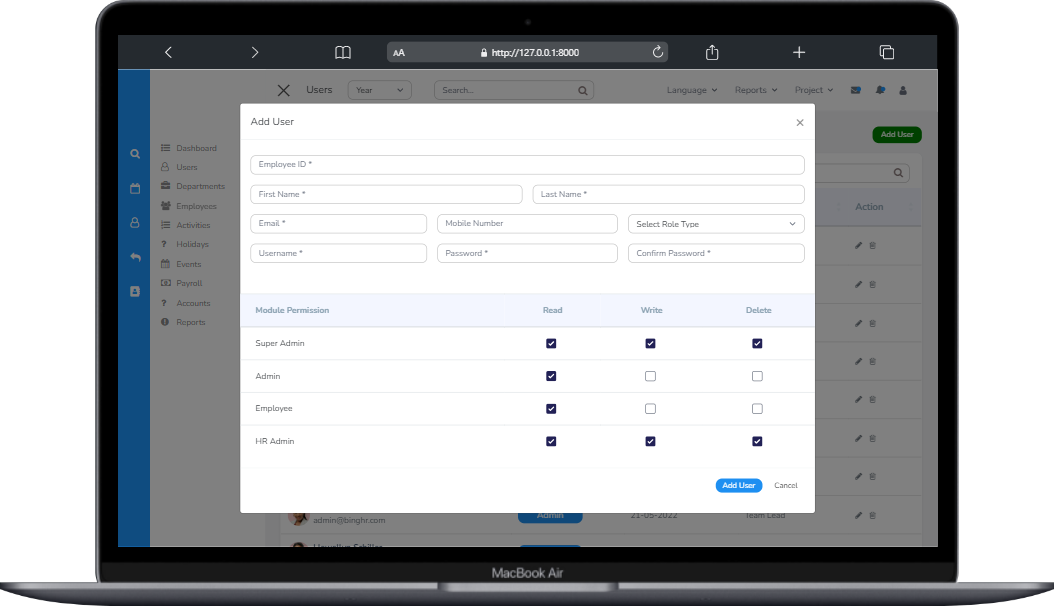 AA http://127.0.0.1:8000
Users Year Search... Language Reports Project
Add User
Add User
Employee ID *
First Name * Last Name *
Email * Mobile Number Select Role Type
Username * Password * Confirm Password *
Module Permission Read Write Delete
Super Admin
Admin
Employee
HR Admin
Add User Cancel
Dashboard
Users
Departments
Employees
Activities
Holidays
Events
Payroll
Accounts
Reports
Action
admin@binghr.com Admin 21-05-2022 Team Lead
MacBook Air